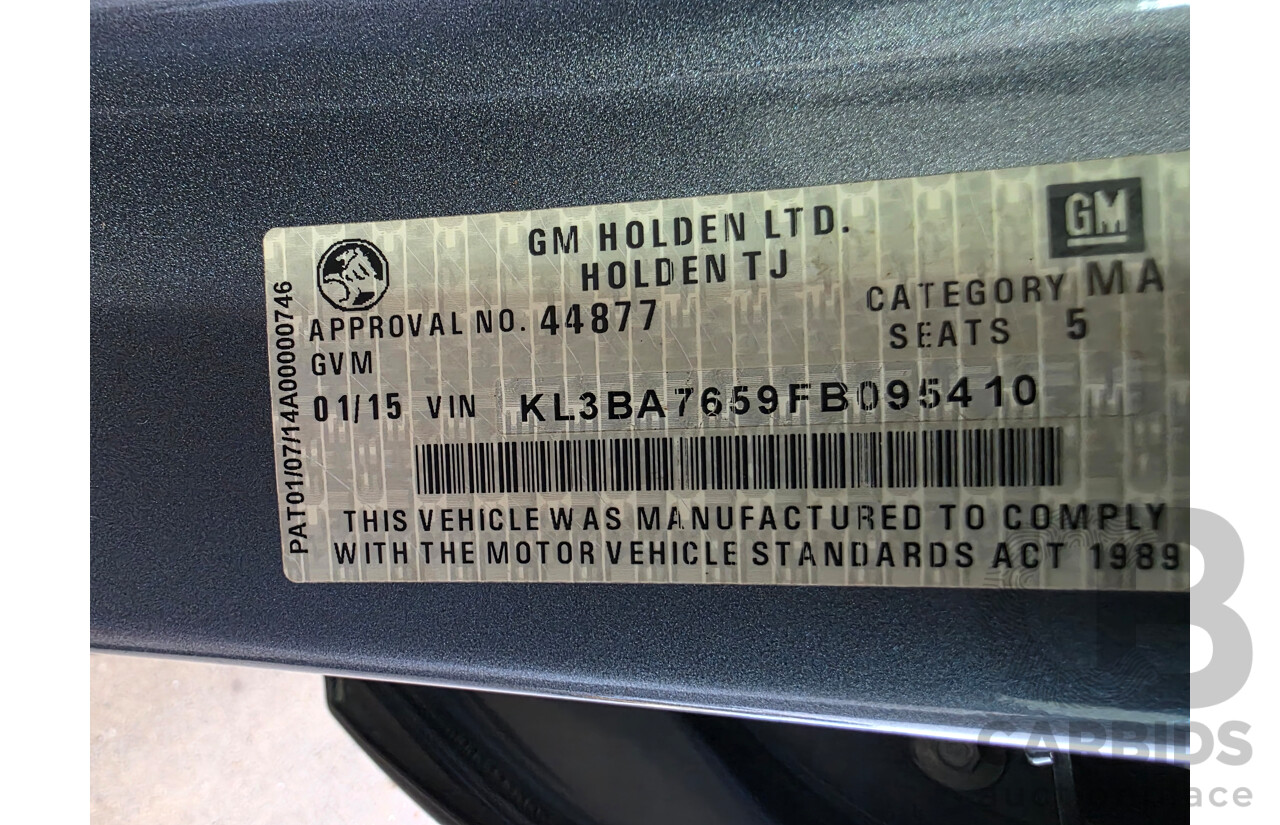 GM HOLDEN LTD.
GM
HOLDEN TJ
APPROVAL NO. 44877
CATEGORY MA
GVM
SEATS 5
01/15 VIN KL3BA7659FB095410
THIS VEHICLE WAS MANUFACTURED TO COMPLY
WITH THE MOTOR VEHICLE STANDARDS ACT 1989
PAT01/07/14A00000746
B
CARBIDS